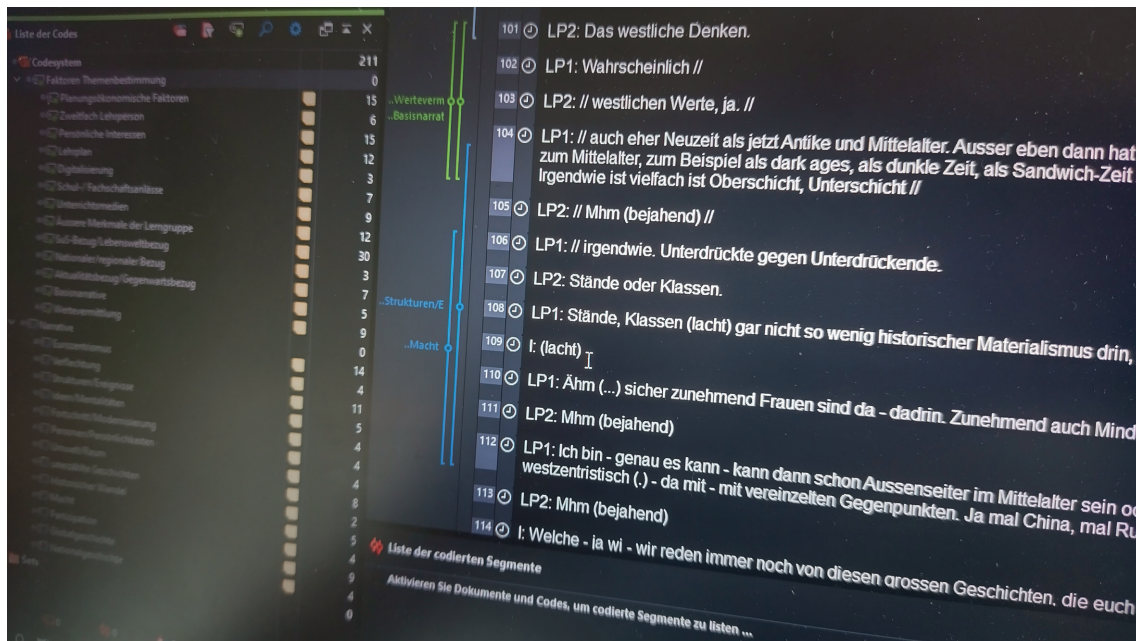 Liste der Codes
Codesystem 211
Faktoren Themenbestimmung 0
Planungsökonomische Faktoren 15
Zweitfach Lehrperson 6
Persönliche Interessen 15
Lehrplan 12
Digitalisierung 3
Schul-/ Fachschaftsanlässe 7
Unterrichtsmedien 9
Äussere Merkmale der Lerngruppe 12
SuS-Bezug/Lebensweltbezug 30
Nationaler/regionaler Bezug 3
Aktualitätsbezug/Gegenwartsbezug 7
Basisnarrative 5
Wertevermittlung 9
Narrative 0
Eurozentrismus 14
4
Strukturen/Ereignisse 11
5
4
4
4
8
2
5
4
Macht 9
4
0
Sets
..Werteverm
..Basisnarrat
..Strukturen/E
..Macht
101 LP2: Das westliche Denken.
102 LP1: Wahrscheinlich //
103 LP2: // westlichen Werte, ja. //
104 LP1: // auch eher Neuzeit als jetzt Antike und Mittelalter. Ausser eben dann hat
zum Mittelalter, zum Beispiel als dark ages, als dunkle Zeit, als Sandwich-Zeit
Irgendwie ist vielfach ist Oberschicht, Unterschicht //
105 LP2: // Mhm (bejahend) //
106 LP1: // irgendwie. Unterdrückte gegen Unterdrückende.
107 LP2: Stände oder Klassen.
108 LP1: Stände, Klassen (lacht) gar nicht so wenig historischer Materialismus drin,
109 I: (lacht)
110 LP1: Ähm (...) sicher zunehmend Frauen sind da - dadrin. Zunehmend auch Mind
111 LP2: Mhm (bejahend)
112 LP1: Ich bin - genau es kann - kann dann schon Aussenseiter im Mittelalter sein od
westzentristisch (.) - da mit - mit vereinzelten Gegenpunkten. Ja mal China, mal Ru
113 LP2: Mhm (bejahend)
114 I: Welche - ja wi - wir reden immer noch von diesen grossen Geschichten, die euch
Liste der codierten Segmente
Aktivieren Sie Dokumente und Codes, um codierte Segmente zu listen ...